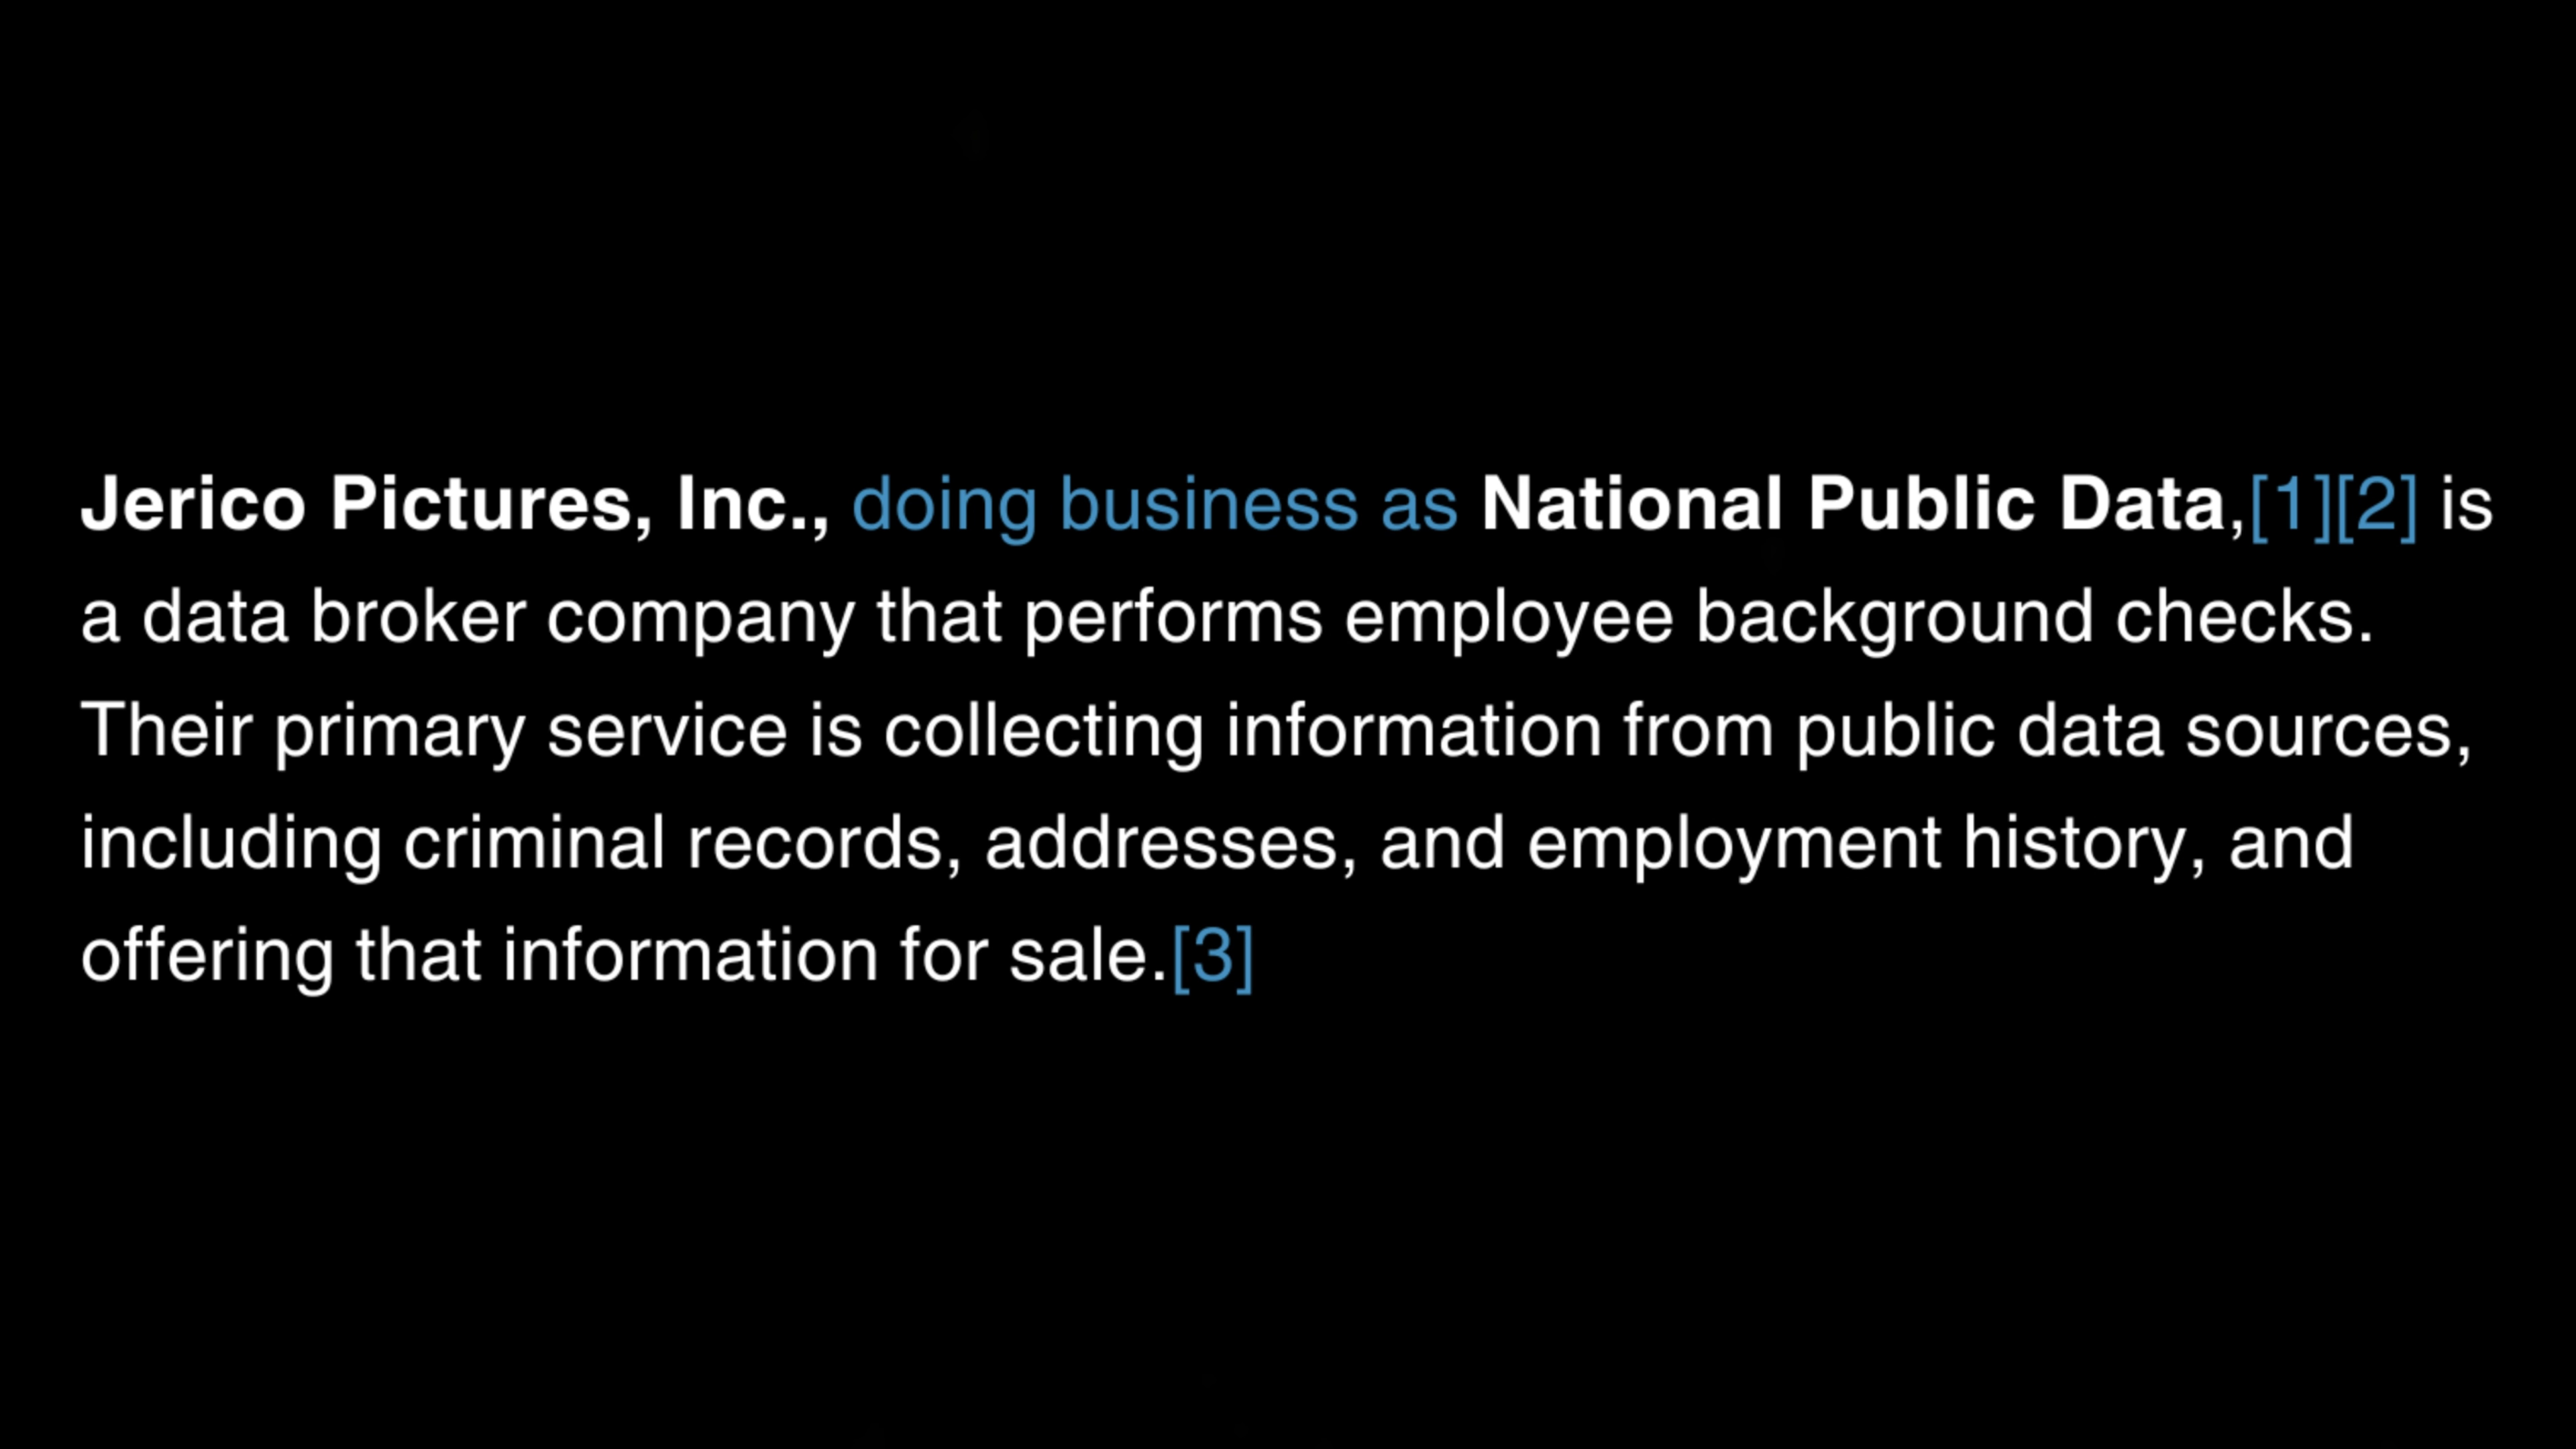 Jerico Pictures, Inc., doing business as National Public Data,[1][2] is
a data broker company that performs employee background checks.
Their primary service is collecting information from public data sources,
including criminal records, addresses, and employment history, and
offering that information for sale.[3]